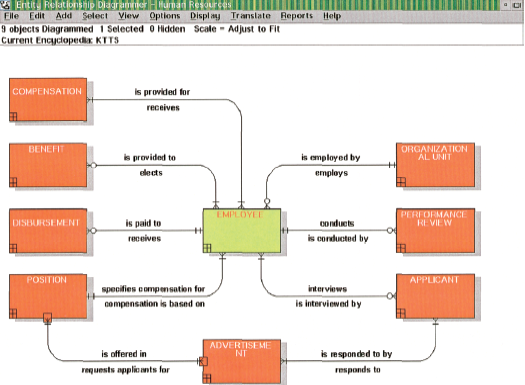 Entity Relationship Diagrammer - Human Resources
File Edit Add Select View Options Display Translate Reports Help
9 objects Diagrammed 1 Selected 0 Hidden Scale = Adjust to Fit
Current Encyclopedia: KTTS
COMPENSATION
is provided for
receives
BENEFIT
is provided to
elects
is employed by
employs
ORGANIZATION
AL UNIT
DISBURSEMENT
is paid to
receives
EMPLOYEE
conducts
is conducted by
PERFORMANCE
REVIEW
POSITION
specifies compensation for
compensation is based on
interviews
is interviewed by
APPLICANT
is offered in
requests applicants for
ADVERTISEME
NT
is responded to by
responds to